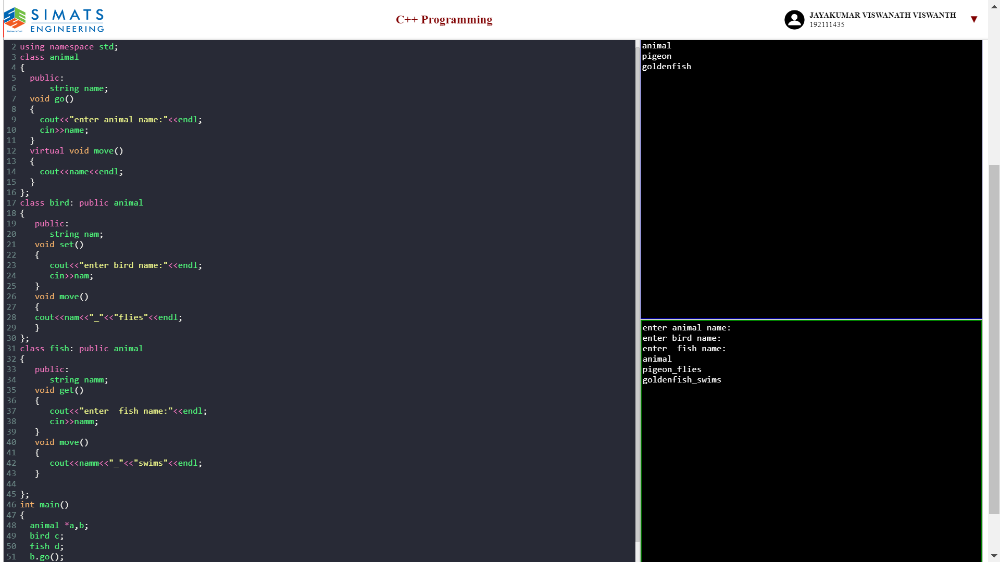 SIMATS
ENGINEERING
C++ Programming
JAYAKUMAR VISWANATH VISWANTH
192111435
▼
2 using namespace std;
3 class animal
4 {
5   public:
6       string name;
7   void go()
8   {
9     cout<<"enter animal name:"<<endl;
10     cin>>name;
11   }
12   virtual void move()
13   {
14     cout<<name<<endl;
15   }
16 };
17 class bird: public animal
18 {
19    public:
20       string nam;
21    void set()
22    {
23       cout<<"enter bird name:"<<endl;
24       cin>>nam;
25    }
26    void move()
27    {
28    cout<<nam<<"_"<<"flies"<<endl;
29    }
30 };
31 class fish: public animal
32 {
33    public:
34       string namm;
35    void get()
36    {
37       cout<<"enter  fish name:"<<endl;
38       cin>>namm;
39    }
40    void move()
41    {
42       cout<<namm<<"_"<<"swims"<<endl;
43    }
44
45 };
46 int main()
47 {
48   animal *a,b;
49   bird c;
50   fish d;
51   b.go();
animal
pigeon
goldenfish
enter animal name:
enter bird name:
enter  fish name:
animal
pigeon_flies
goldenfish_swims